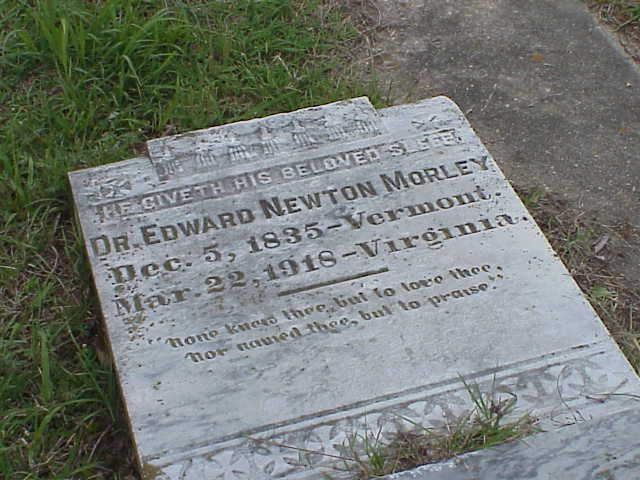 HE GIVETH HIS BELOVED SLEEP
DR. EDWARD NEWTON MORLEY
Dec. 5, 1835-Vermont
Mar. 22, 1918-Virginia.
"None knew thee, but to love thee
Nor named thee, but to praise."